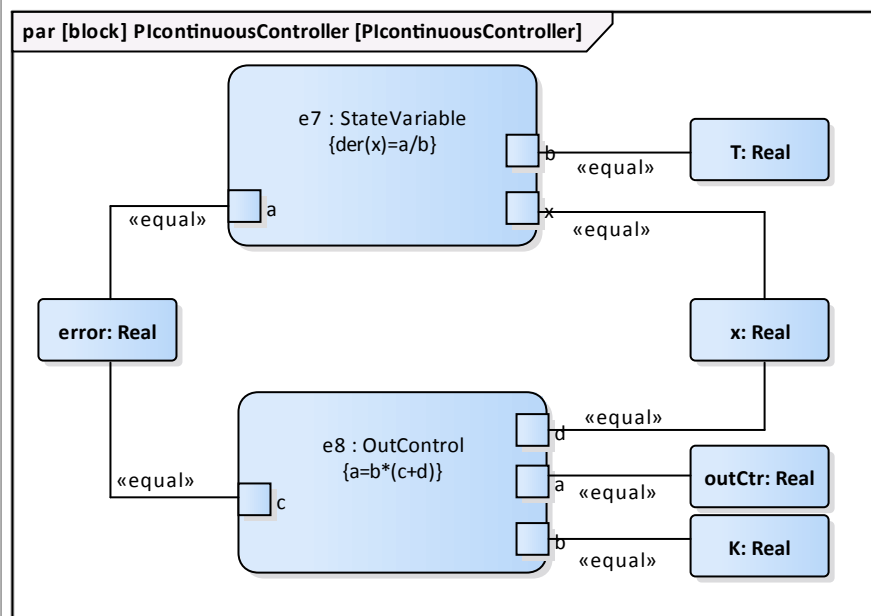 par [block] PIcontinuousController [PIcontinuousController]
e7 : StateVariable
{der(x)=a/b}
b
T: Real
«equal»
a
x
«equal»
«equal»
error: Real
x: Real
e8 : OutControl
{a=b*(c+d)}
«equal»
d
outCtr: Real
a
«equal»
«equal»
c
b
K: Real
«equal»